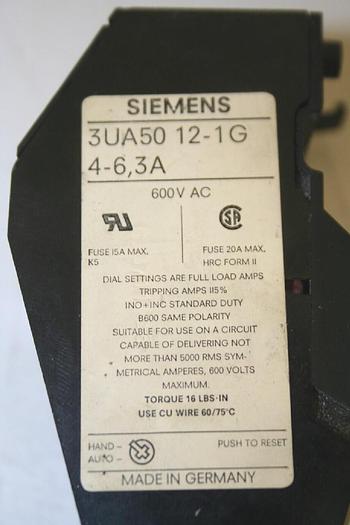 SIEMENS
3UA50 12-1G
4-6,3A
600V AC
FUSE 15A MAX.
K5
FUSE 20A MAX.
HRC FORM II
DIAL SETTINGS ARE FULL LOAD AMPS
TRIPPING AMPS 115%
1NO+1NC STANDARD DUTY
B600 SAME POLARITY
SUITABLE FOR USE ON A CIRCUIT
CAPABLE OF DELIVERING NOT
MORE THAN 5000 RMS SYM-
METRICAL AMPERES, 600 VOLTS
MAXIMUM.
TORQUE 16 LBS·IN
USE CU WIRE 60/75°C
HAND –
AUTO –
PUSH TO RESET
MADE IN GERMANY